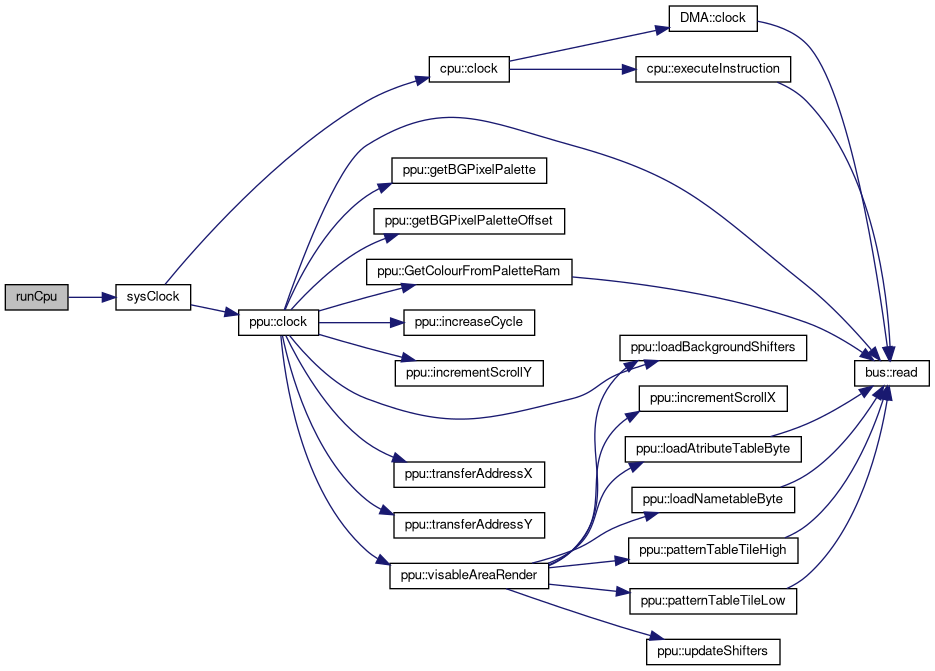 DMA::clock
cpu::clock
cpu::executeInstruction
ppu::getBGPixelPalette
ppu::getBGPixelPaletteOffset
ppu::GetColourFromPaletteRam
runCpu
sysClock
ppu::clock
ppu::increaseCycle
ppu::loadBackgroundShifters
ppu::incrementScrollY
bus::read
ppu::incrementScrollX
ppu::loadAtributeTableByte
ppu::transferAddressX
ppu::loadNametableByte
ppu::transferAddressY
ppu::patternTableTileHigh
ppu::visableAreaRender
ppu::patternTableTileLow
ppu::updateShifters